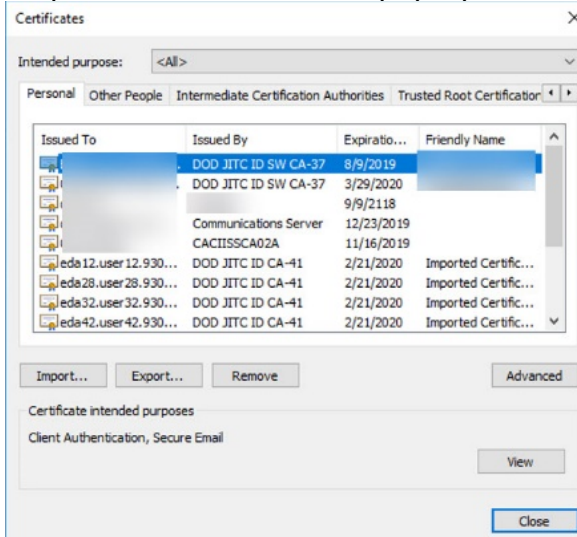 Certificates
Intended purpose: <All>
Personal Other People Intermediate Certification Authorities Trusted Root Certification
Issued To Issued By Expiratio... Friendly Name
DOD JITC ID SW CA-37 8/9/2019
DOD JITC ID SW CA-37 3/29/2020
9/9/2118
Communications Server 12/23/2019
CACIISSCA02A 11/16/2019
eda12.user12.930... DOD JITC ID CA-41 2/21/2020 Imported Certific...
eda28.user28.930... DOD JITC ID CA-41 2/21/2020 Imported Certific...
eda32.user32.930... DOD JITC ID CA-41 2/21/2020 Imported Certific...
eda42.user42.930... DOD JITC ID CA-41 2/21/2020 Imported Certific...
Import... Export... Remove Advanced
Certificate intended purposes
Client Authentication, Secure Email
View
Close